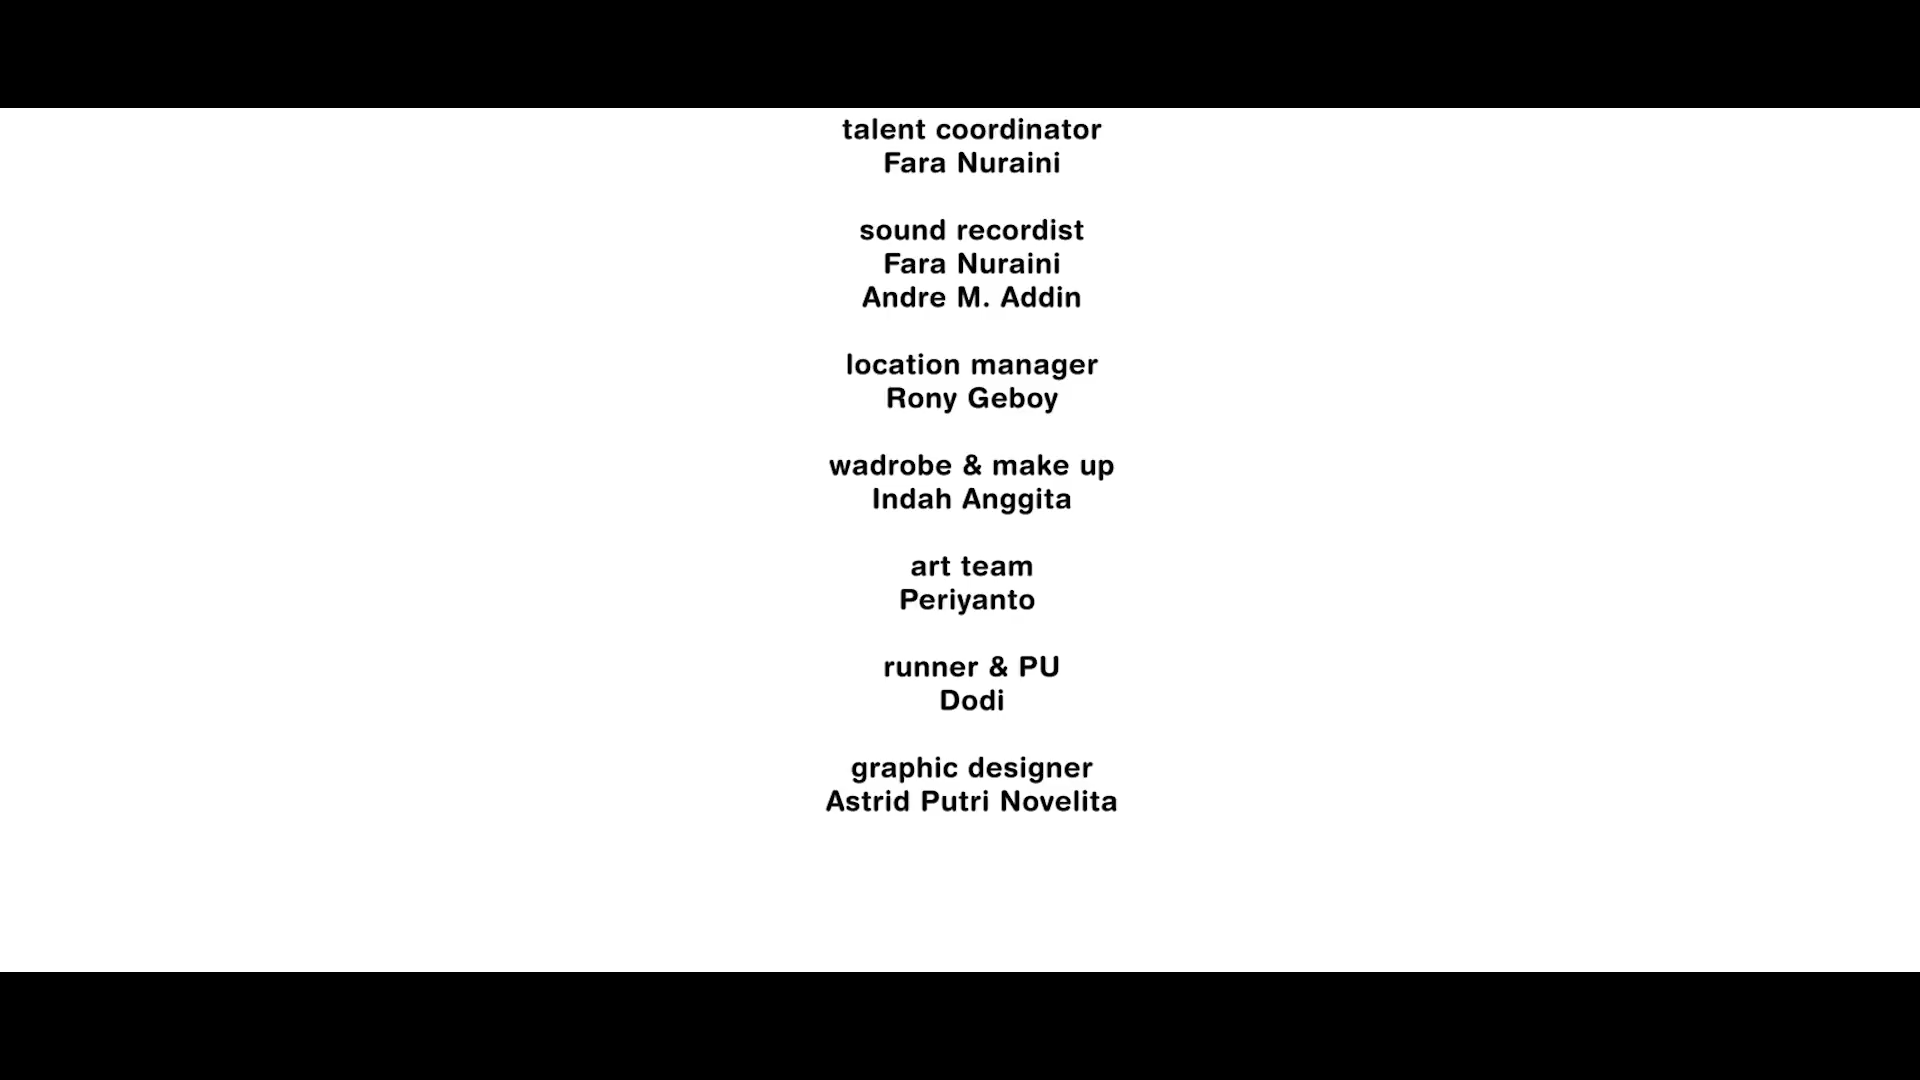 talent coordinator
Fara Nuraini
sound recordist
Fara Nuraini
Andre M. Addin
location manager
Rony Geboy
wadrobe & make up
Indah Anggita
art team
Periyanto
runner & PU
Dodi
graphic designer
Astrid Putri Novelita